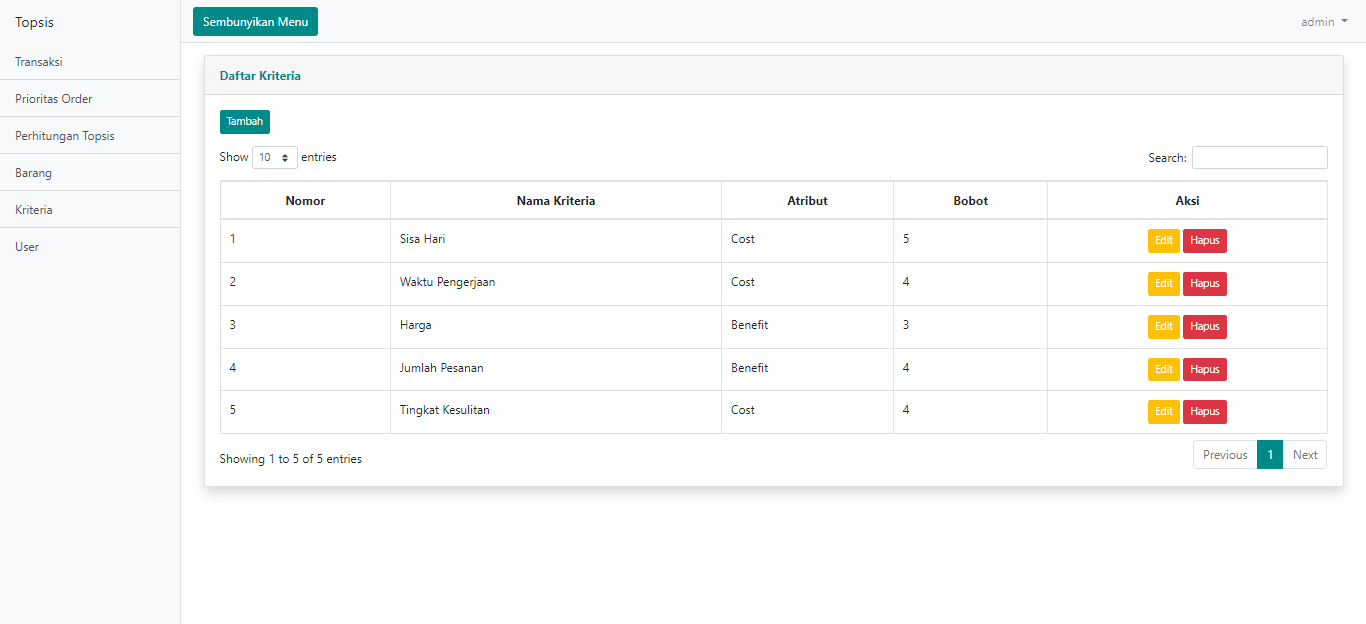 Topsis
Sembunyikan Menu
admin
Transaksi
Prioritas Order
Perhitungan Topsis
Barang
Kriteria
User
Daftar Kriteria
Tambah
Show 10 entries
Search:
Nomor Nama Kriteria Atribut Bobot Aksi
1 Sisa Hari Cost 5 Edit Hapus
2 Waktu Pengerjaan Cost 4 Edit Hapus
3 Harga Benefit 3 Edit Hapus
4 Jumlah Pesanan Benefit 4 Edit Hapus
5 Tingkat Kesulitan Cost 4 Edit Hapus
Showing 1 to 5 of 5 entries
Previous 1 Next